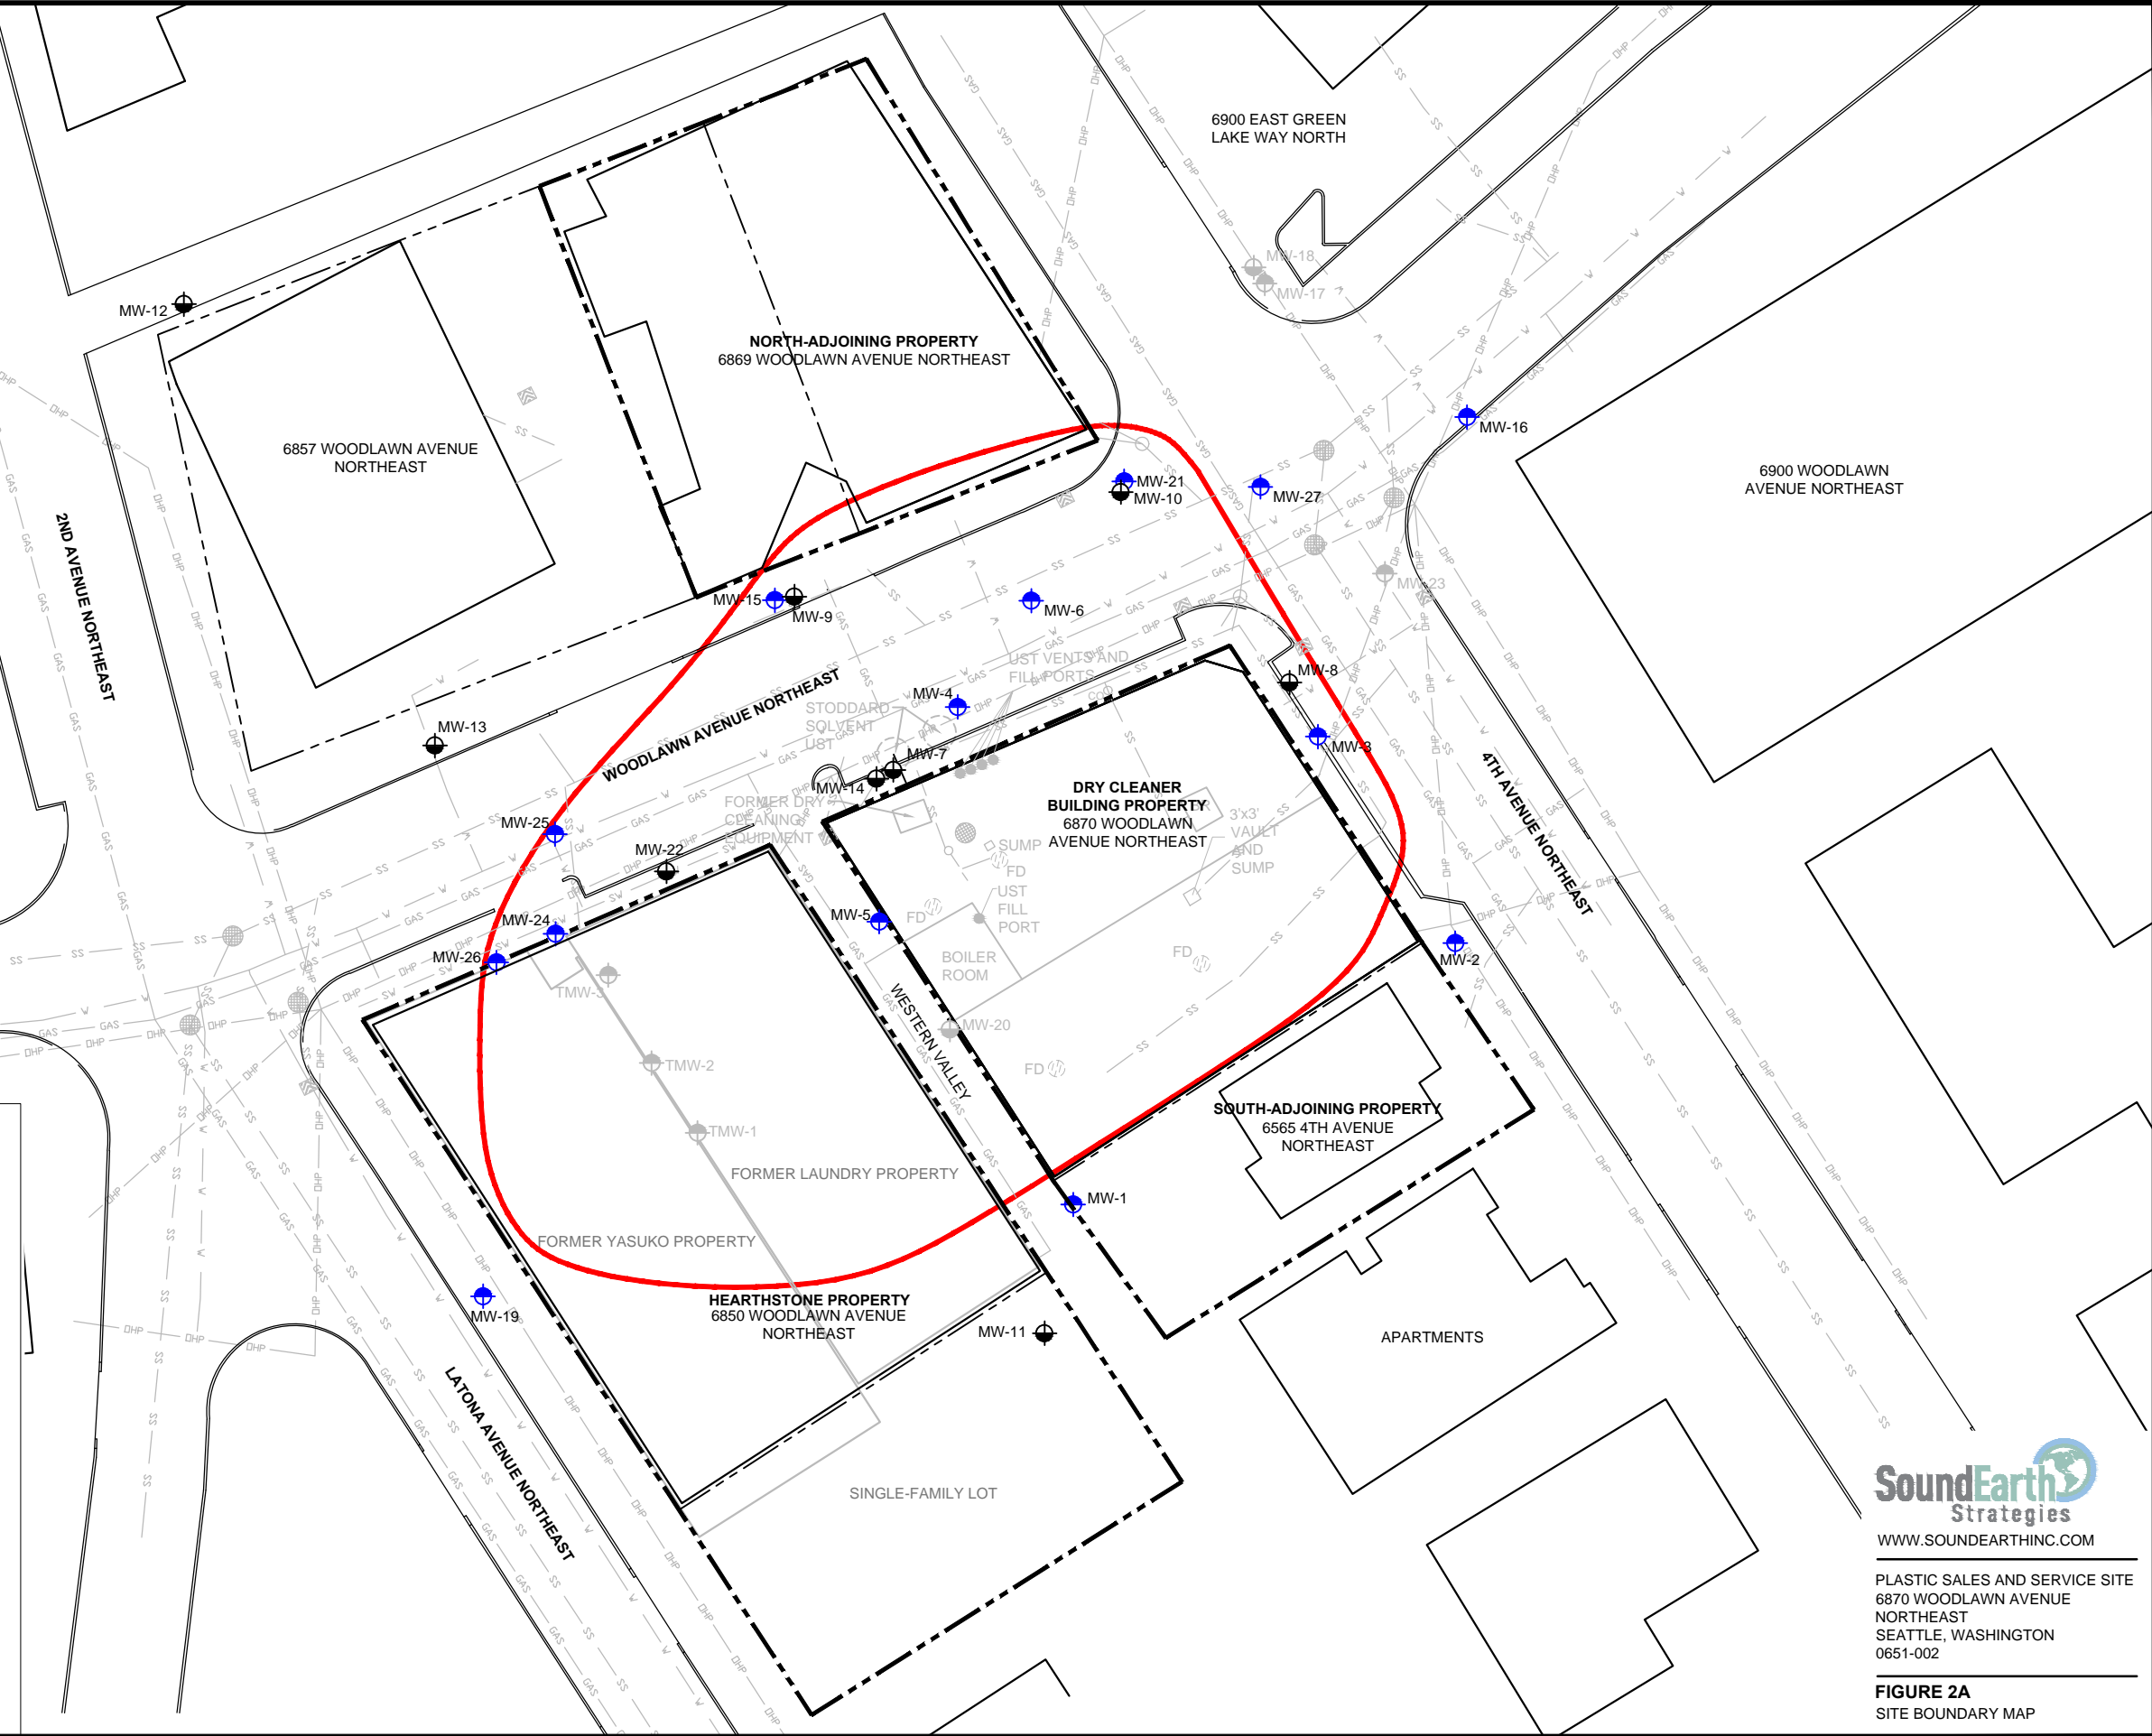 6900 EAST GREEN
LAKE WAY NORTH
MW-18
MW-17
MW-12
NORTH-ADJOINING PROPERTY
6869 WOODLAWN AVENUE NORTHEAST
6857 WOODLAWN AVENUE
NORTHEAST
MW-16
6900 WOODLAWN
AVENUE NORTHEAST
MW-21
MW-10
MW-27
2ND AVENUE NORTHEAST
MW-23
MW-15
MW-9
MW-6
UST VENTS AND
FILL PORTS
MW-8
MW-4
STODDARD
SOLVENT
UST
CO
WOODLAWN AVENUE NORTHEAST
MW-13
MW-3
MW-7
MW-14
4TH AVENUE NORTHEAST
DRY CLEANER
BUILDING PROPERTY
6870 WOODLAWN
AVENUE NORTHEAST
FORMER DRY
CLEANING
EQUIPMENT
3'x3'
VAULT
AND
SUMP
MW-25
MW-22
SUMP
FD
UST
FILL
PORT
MW-24
MW-5
FD
MW-26
BOILER
ROOM
FD
MW-2
TMW-3
WESTERN VALLEY
MW-20
TMW-2
FD
TMW-1
SOUTH-ADJOINING PROPERTY
6565 4TH AVENUE
NORTHEAST
FORMER LAUNDRY PROPERTY
MW-1
FORMER YASUKO PROPERTY
HEARTHSTONE PROPERTY
6850 WOODLAWN AVENUE
NORTHEAST
MW-19
MW-11
APARTMENTS
LATONA AVENUE NORTHEAST
SINGLE-FAMILY LOT
SoundEarth
Strategies
WWW.SOUNDEARTHINC.COM
PLASTIC SALES AND SERVICE SITE
6870 WOODLAWN AVENUE
NORTHEAST
SEATTLE, WASHINGTON
0651-002
FIGURE 2A
SITE BOUNDARY MAP